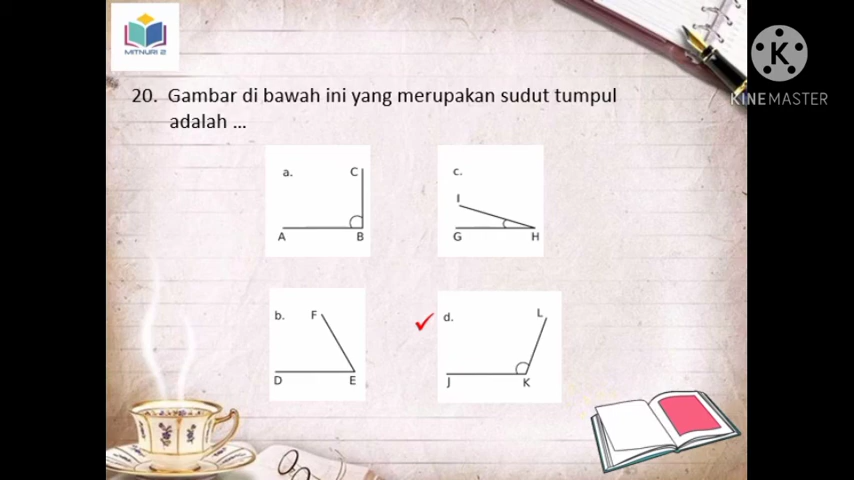 MITNURI 2
K
KINEMASTER
20. Gambar di bawah ini yang merupakan sudut tumpul
adalah ...
a.
C
A
B
c.
I
G
H
b.
F
D
E
✓
d.
L
J
K